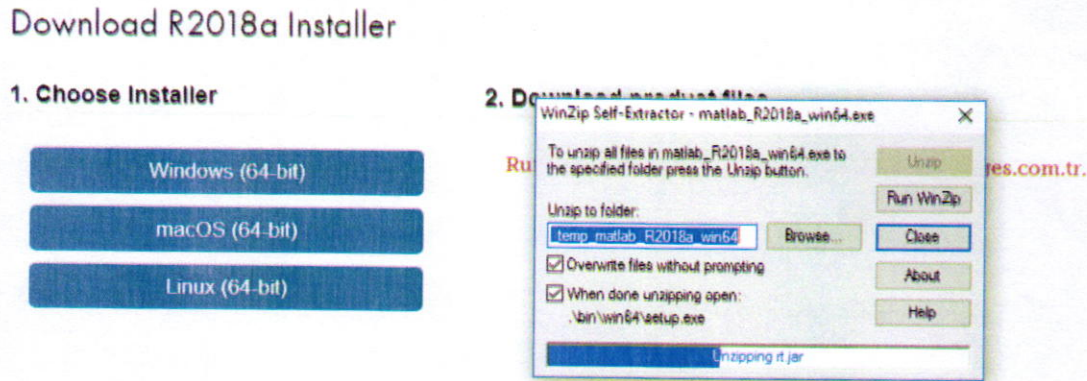 Download R2018a Installer
1. Choose Installer
Windows (64-bit)
macOS (64-bit)
Linux (64-bit)
2. Download product files
Ru
es.com.tr.
WinZip Self-Extractor - matlab_R2018a_win64.exe
To unzip all files in matlab_R2018a_win64.exe to
the specified folder press the Unzip button.
Unzip to folder:
temp_matlab_R2018a_win64
Browse...
Overwrite files without prompting
When done unzipping open:
.\bin\win64\setup.exe
Unzip
Run WinZip
Close
About
Help
Unzipping rt.jar